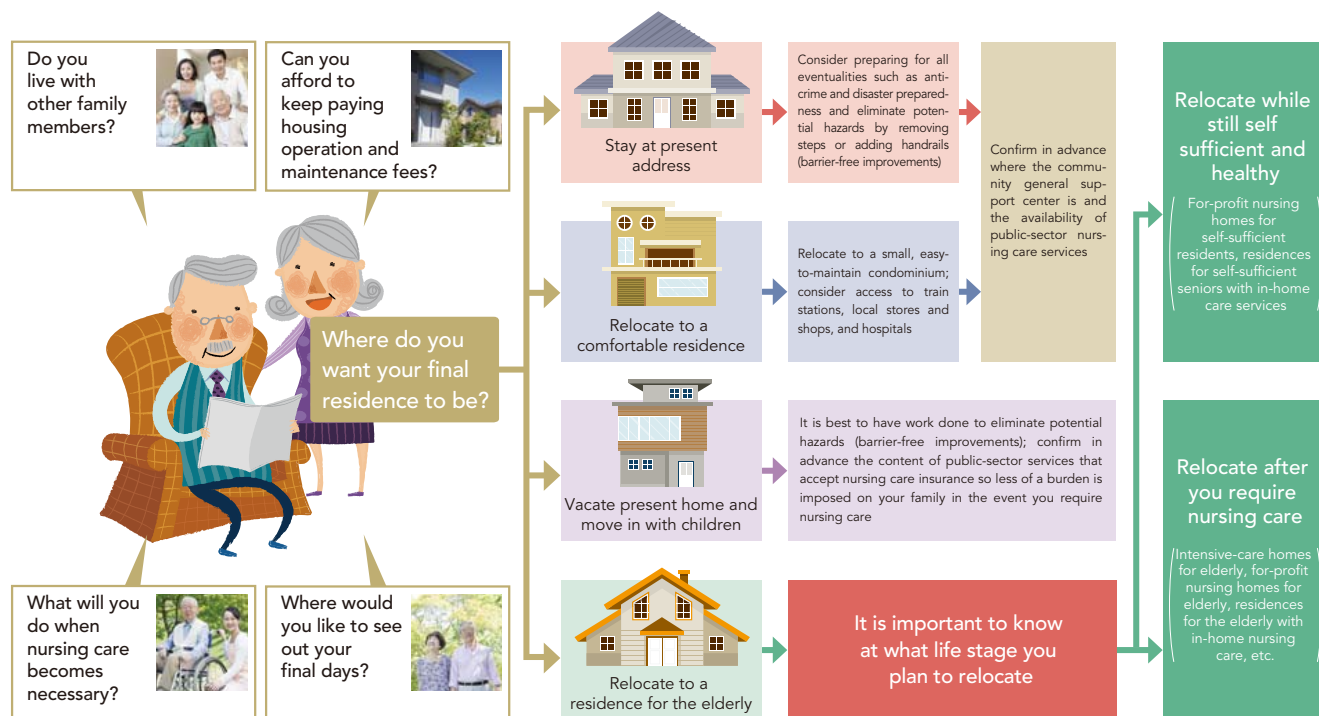 Do you
live with
other family
members?
Can you
afford to
keep paying
housing
operation and
maintenance fees?
Where do you
want your final
residence to be?
What will you
do when
nursing care
becomes
necessary?
Where would
you like to see
out your
final days?
Stay at present
address
Consider preparing for all
eventualities such as anti-
crime and disaster prepared-
ness and eliminate poten-
tial hazards by removing
steps or adding handrails
(barrier-free improvements)
Relocate to a
comfortable residence
Relocate to a small, easy-
to-maintain condominium;
consider access to train
stations, local stores and
shops, and hospitals
Confirm in advance
where the commu-
nity general sup-
port center is and
the availability of
public-sector nurs-
ing care services
Vacate present home and
move in with children
It is best to have work done to eliminate potential
hazards (barrier-free improvements); confirm in
advance the content of public-sector services that
accept nursing care insurance so less of a burden is
imposed on your family in the event you require
nursing care
Relocate to a
residence for the elderly
It is important to know
at what life stage you
plan to relocate
Relocate while
still self
sufficient and
healthy
(For-profit nursing
homes for
self-sufficient
residents, residences
for self-sufficient
seniors with in-home
care services)
Relocate after
you require
nursing care
(Intensive-care homes
for elderly, for-profit
nursing homes for
elderly, residences
for the elderly with
in-home nursing
care, etc.)